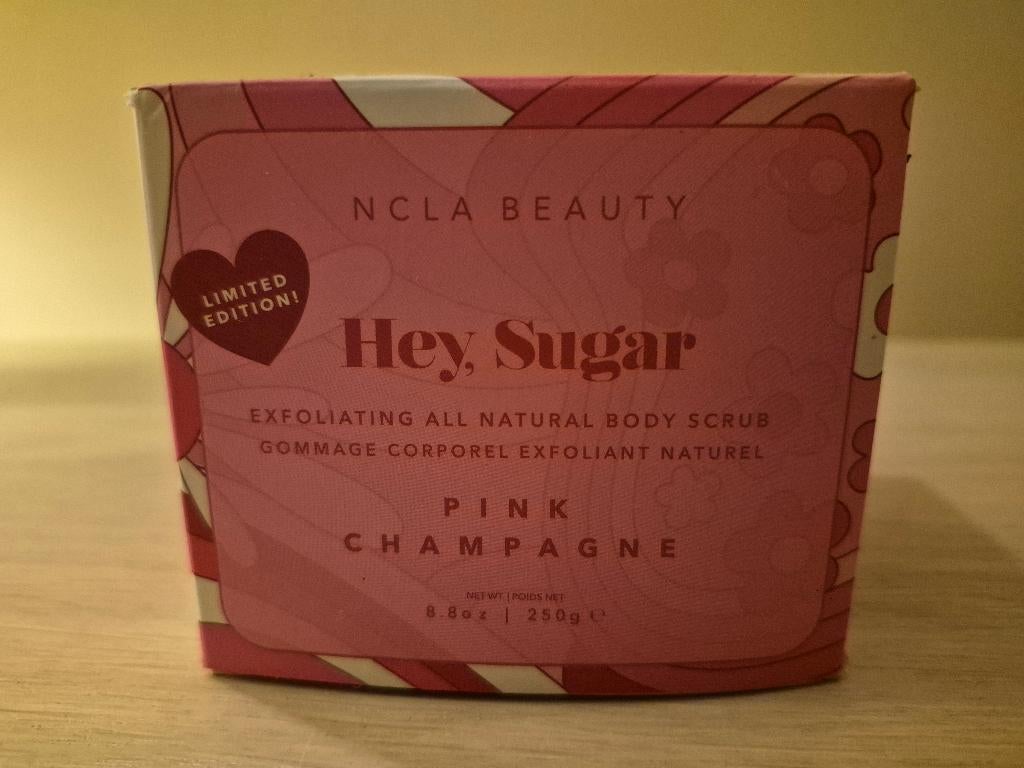 NCLA BEAUTY
LIMITED
EDITION!
Hey, Sugar
EXFOLIATING ALL NATURAL BODY SCRUB
GOMMAGE CORPOREL EXFOLIANT NATUREL
PINK
CHAMPAGNE
NET WT | POIDS NET
8.8oz | 250g ℮